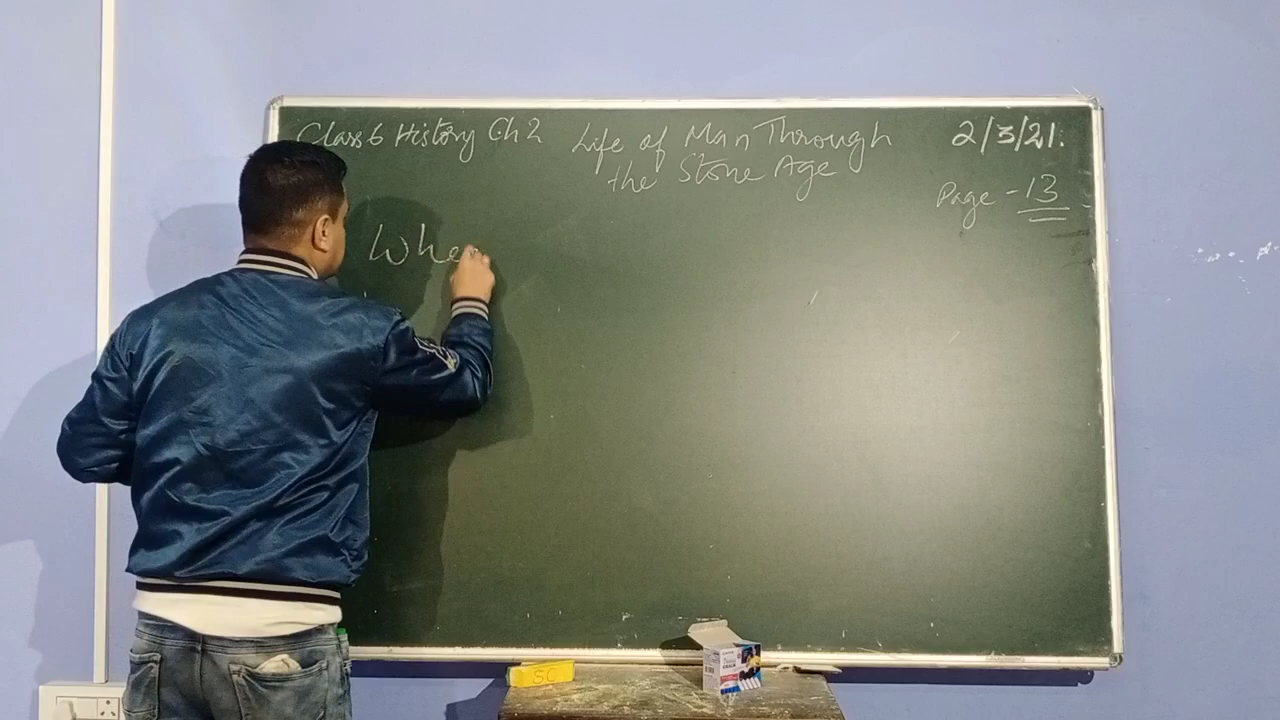 Class 6 History Ch 2 Life of Man Through the Stone Age
2/3/21.
Page - 13
Whe
SC